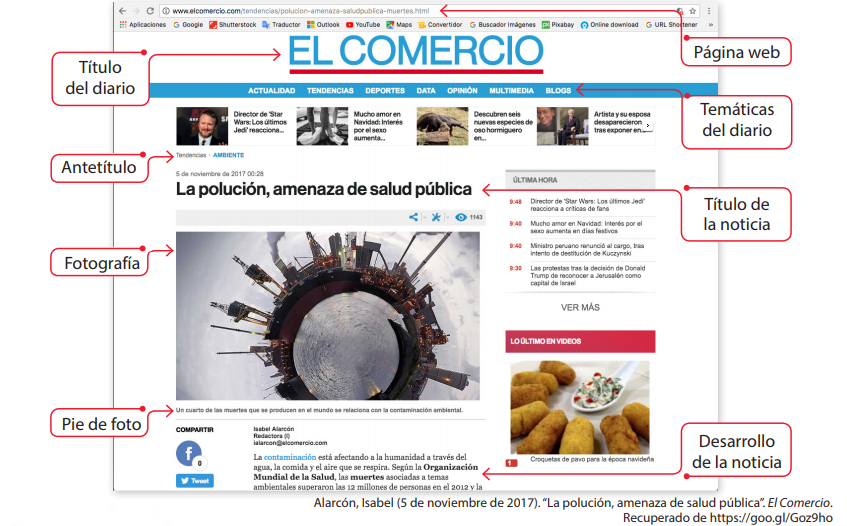 www.elcomercio.com/tendencias/polucion-amenaza-saludpublica-muertes.html
Aplicaciones
Google
Shutterstock
Traductor
Outlook
YouTube
Maps
Convertidor
Buscador Imágenes
Pixabay
Online download
URL Shortener
»
Página web
EL COMERCIO
Título
del diario
ACTUALIDAD TENDENCIAS DEPORTES DATA OPINIÓN MULTIMEDIA BLOGS
Temáticas
del diario
Director de 'Star
Wars: Los últimos
Jedi' reacciona...
Mucho amor en
Navidad: Interés
por el sexo
aumenta...
Descubren seis
nuevas especies de
oso hormiguero
en...
Artista y su esposa
desaparecieron
tras exponer en...
Antetítulo
Tendencias › AMBIENTE
5 de noviembre de 2017 00:28
La polución, amenaza de salud pública
Título de
la noticia
1143
ÚLTIMA HORA
9:48 Director de 'Star Wars: Los últimos Jedi'
reacciona a críticas de fans
9:40 Mucho amor en Navidad: Interés por el
sexo aumenta en días festivos
9:40 Ministro peruano renunció al cargo, tras
intento de destitución de Kuczynski
9:30 Las protestas tras la decisión de Donald
Trump de reconocer a Jerusalén como
capital de Israel
VER MÁS
Fotografía
LO ÚLTIMO EN VIDEOS
Croquetas de pavo para la época navideña
Pie de foto
Un cuarto de las muertes que se producen en el mundo se relaciona con la contaminación ambiental.
COMPARTIR
0
Tweet
Isabel Alarcón
Redactora (I)
ialarcon@elcomercio.com
La contaminación está afectando a la humanidad a través del
agua, la comida y el aire que se respira. Según la Organización
Mundial de la Salud, las muertes asociadas a temas
ambientales superaron las 12 millones de personas en el 2012 y la
Desarrollo
de la noticia
Alarcón, Isabel (5 de noviembre de 2017). “La polución, amenaza de salud pública”. El Comercio.
Recuperado de https://goo.gl/Goz9ho